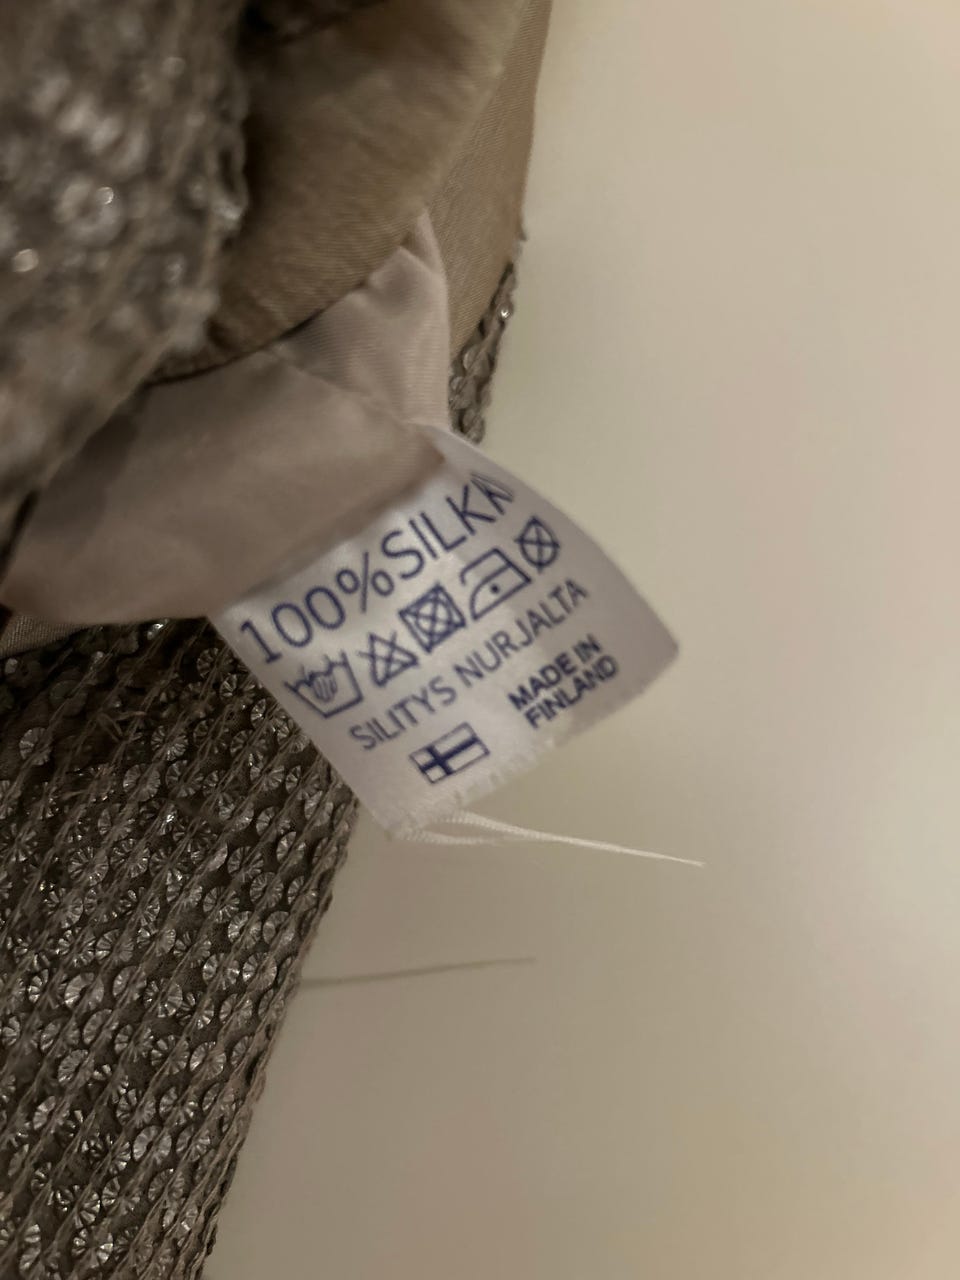 100%SILKKI
SILITYS NURJALTA
MADE IN
FINLAND